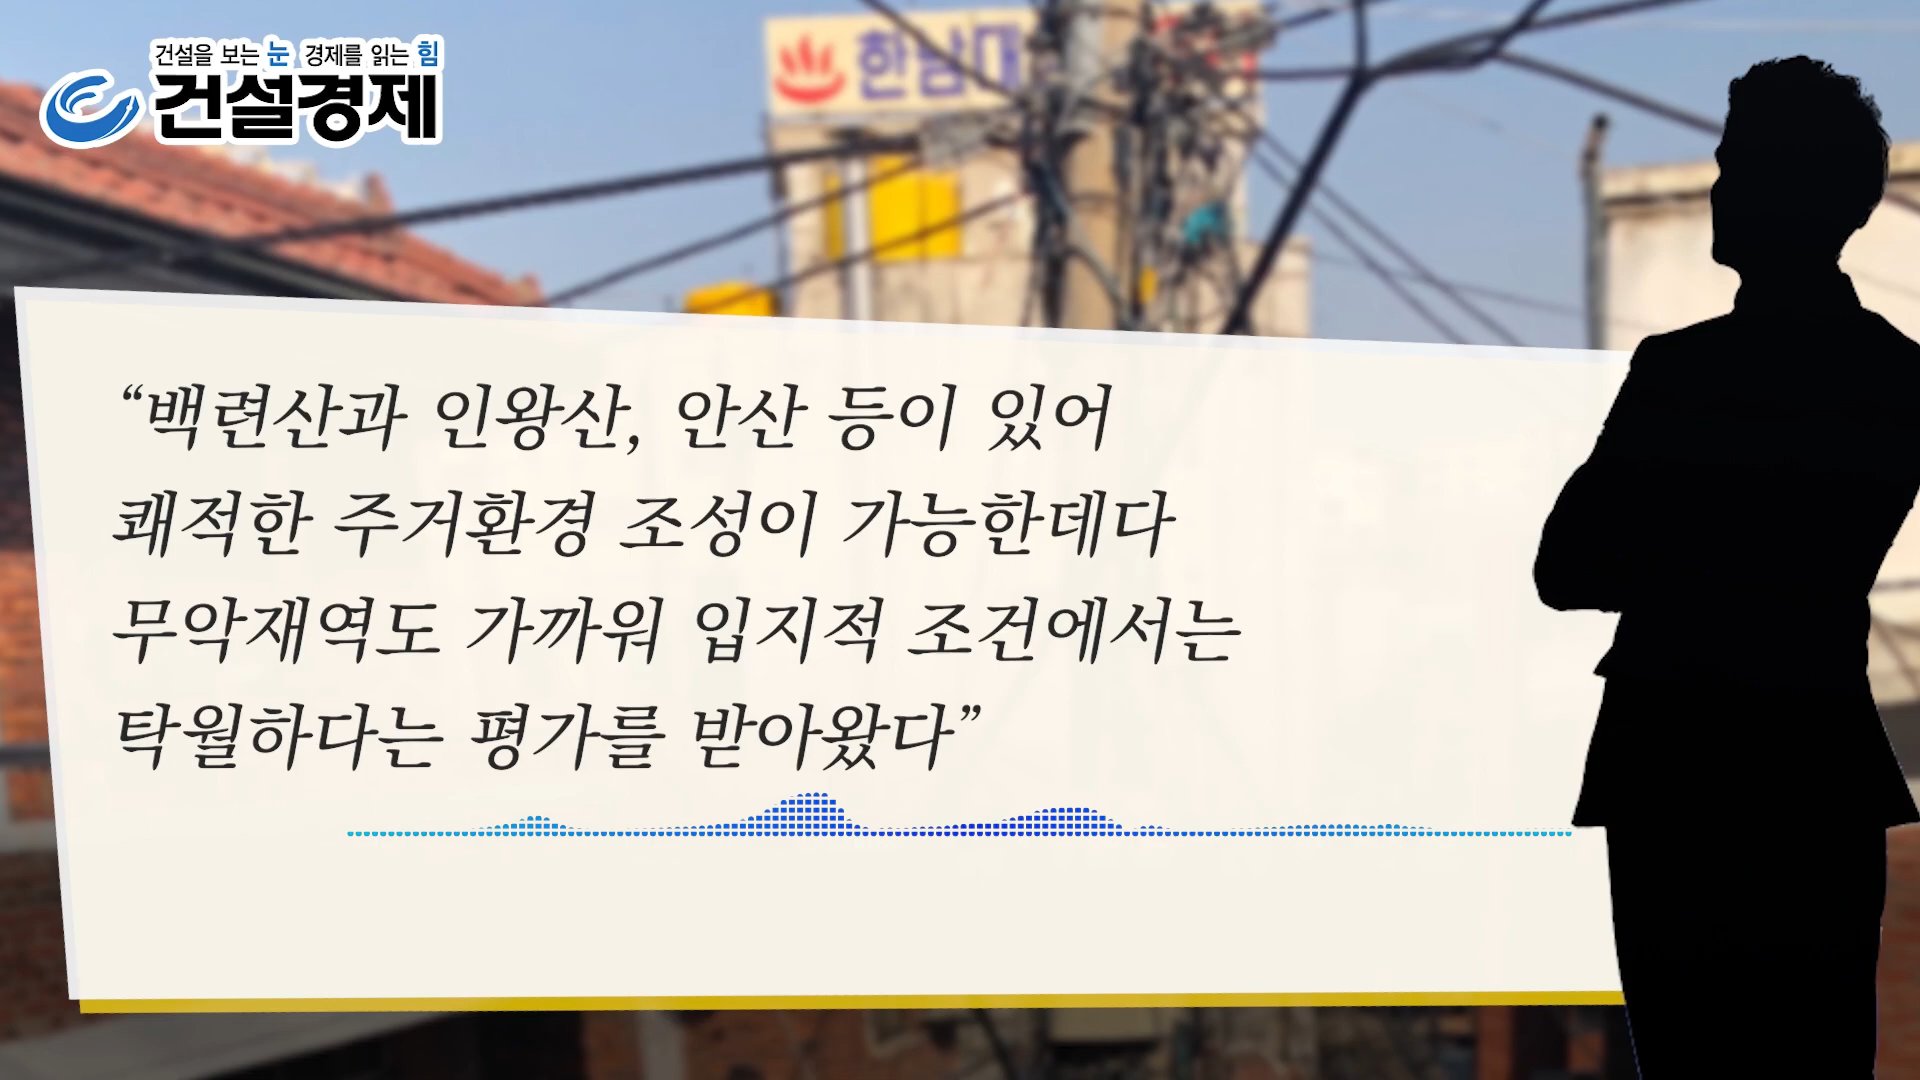 건설을 보는 눈 경제를 읽는 힘
건설경제
한남대
“백련산과 인왕산, 안산 등이 있어
쾌적한 주거환경 조성이 가능한데다
무악재역도 가까워 입지적 조건에서는
탁월하다는 평가를 받아왔다”